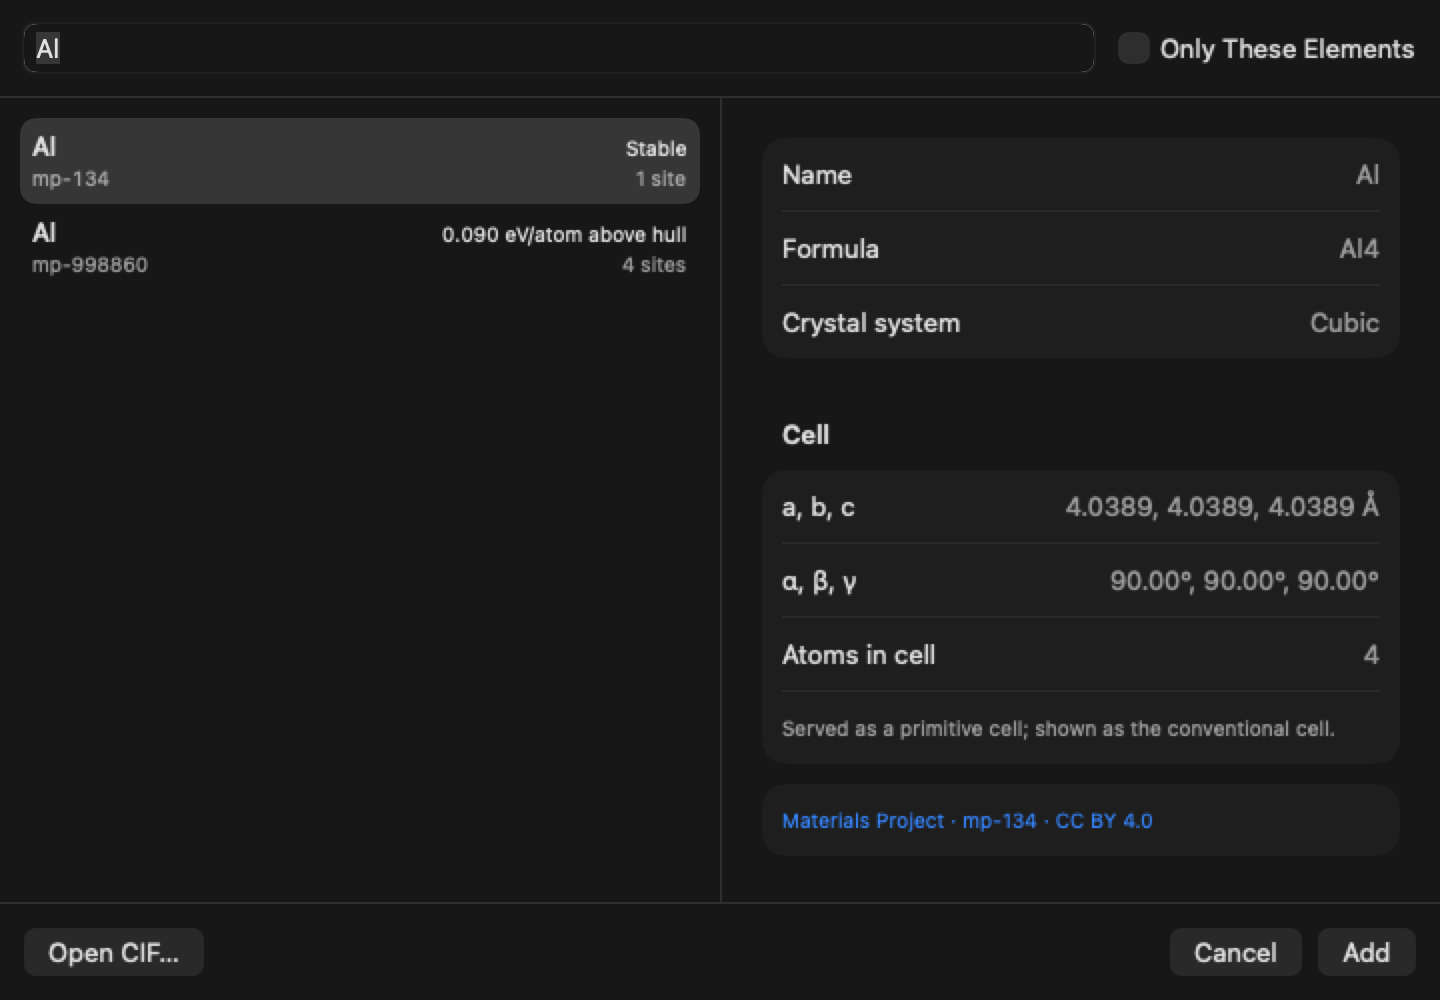 Al
Only These Elements
Al
Stable
mp-134
1 site
Al
0.090 eV/atom above hull
mp-998860
4 sites
Name
Al
Formula
Al4
Crystal system
Cubic
Cell
a, b, c
4.0389, 4.0389, 4.0389 Å
α, β, γ
90.00°, 90.00°, 90.00°
Atoms in cell
4
Served as a primitive cell; shown as the conventional cell.
Materials Project · mp-134 · CC BY 4.0
Open CIF...
Cancel
Add